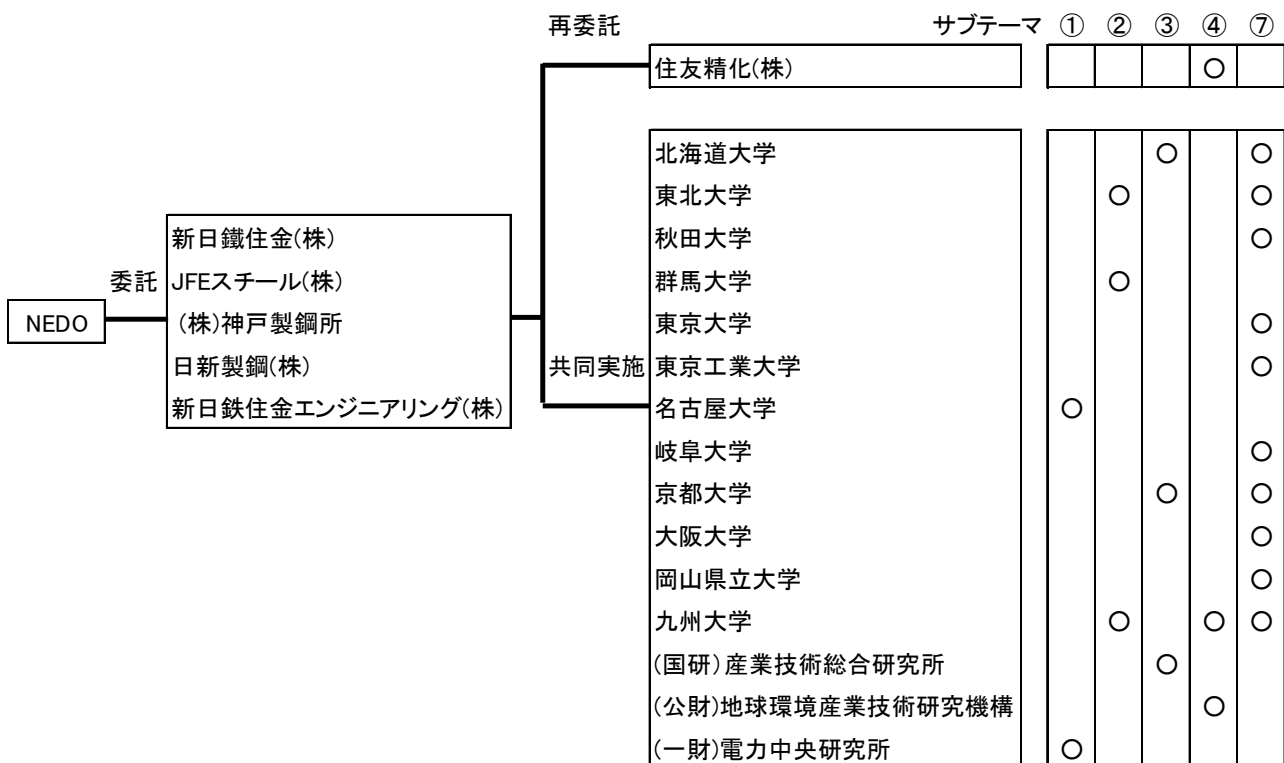 再委託 サブテーマ ① ② ③ ④ ⑦
住友精化(株) ○
北海道大学 ○ ○
東北大学 ○ ○
新日鐵住金(株) 秋田大学 ○
委託 JFEスチール(株) 群馬大学 ○
NEDO (株)神戸製鋼所 東京大学 ○
日新製鋼(株) 共同実施 東京工業大学 ○
新日鉄住金エンジニアリング(株) 名古屋大学 ○
岐阜大学 ○
京都大学 ○ ○
大阪大学 ○
岡山県立大学 ○
九州大学 ○ ○ ○
(国研)産業技術総合研究所 ○
(公財)地球環境産業技術研究機構 ○
(一財)電力中央研究所 ○